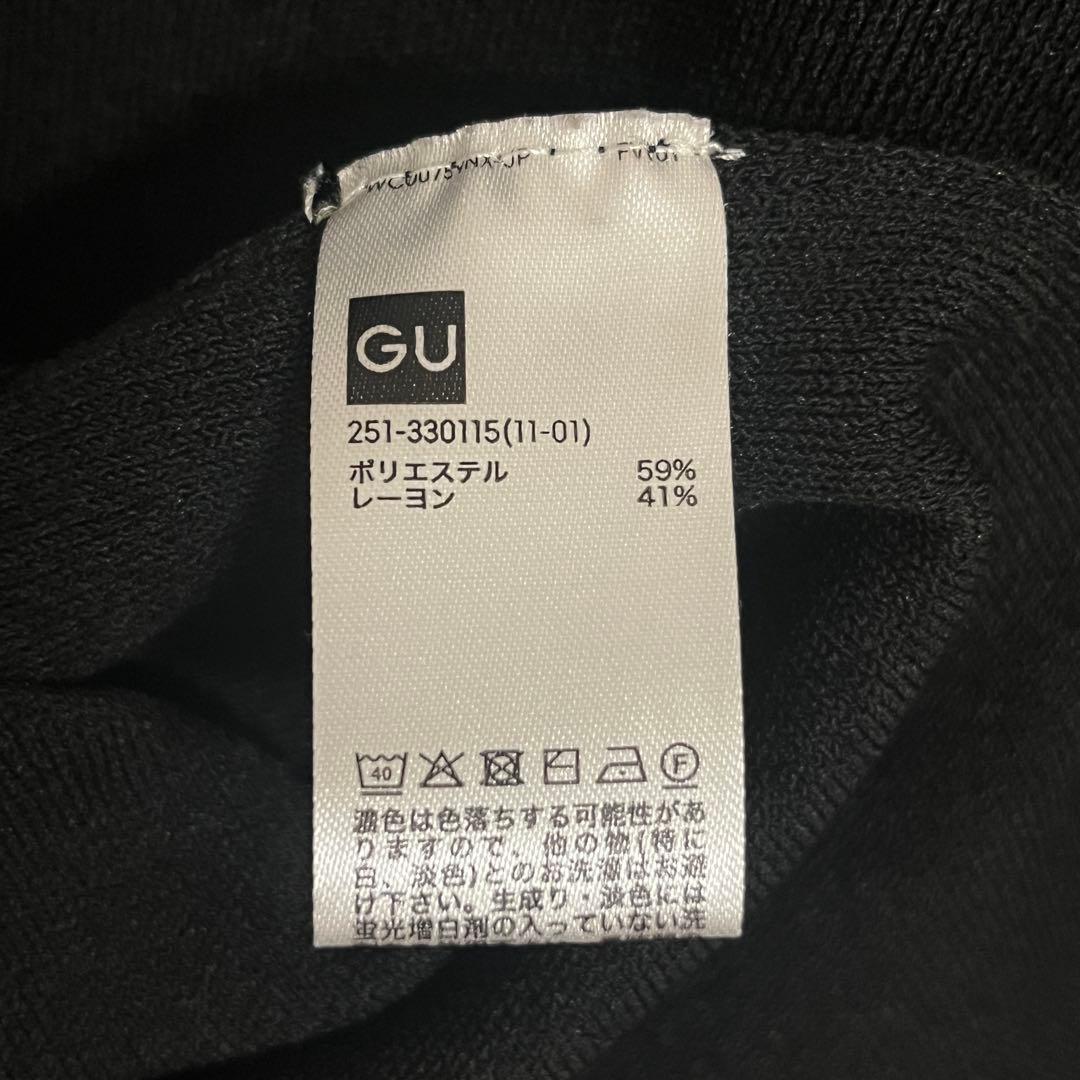 GU
251-330115(11-01)
ポリエステル 59%
レーヨン 41%
40 F
濃色は色落ちする可能性があ
りますので、他の物(特に
白、淡色)とのお洗濯はお避
け下さい。生成り・淡色には
蛍光増白剤の入っていない洗